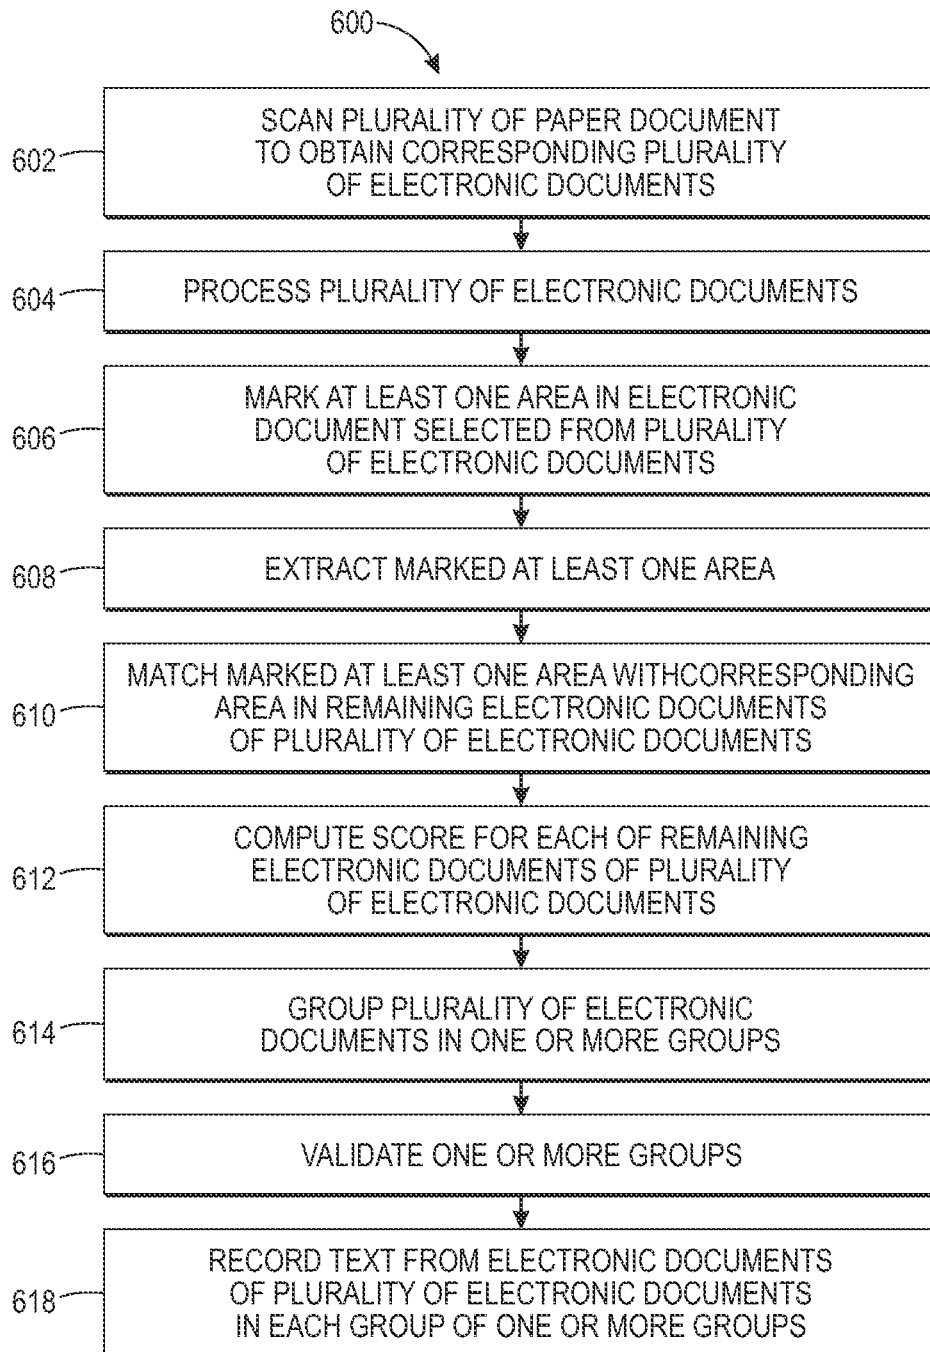 600
602
SCAN PLURALITY OF PAPER DOCUMENT
TO OBTAIN CORRESPONDING PLURALITY
OF ELECTRONIC DOCUMENTS
604
PROCESS PLURALITY OF ELECTRONIC DOCUMENTS
606
MARK AT LEAST ONE AREA IN ELECTRONIC
DOCUMENT SELECTED FROM PLURALITY
OF ELECTRONIC DOCUMENTS
608
EXTRACT MARKED AT LEAST ONE AREA
610
MATCH MARKED AT LEAST ONE AREA WITHCORRESPONDING
AREA IN REMAINING ELECTRONIC DOCUMENTS
OF PLURALITY OF ELECTRONIC DOCUMENTS
612
COMPUTE SCORE FOR EACH OF REMAINING
ELECTRONIC DOCUMENTS OF PLURALITY
OF ELECTRONIC DOCUMENTS
614
GROUP PLURALITY OF ELECTRONIC
DOCUMENTS IN ONE OR MORE GROUPS
616
VALIDATE ONE OR MORE GROUPS
618
RECORD TEXT FROM ELECTRONIC DOCUMENTS
OF PLURALITY OF ELECTRONIC DOCUMENTS
IN EACH GROUP OF ONE OR MORE GROUPS